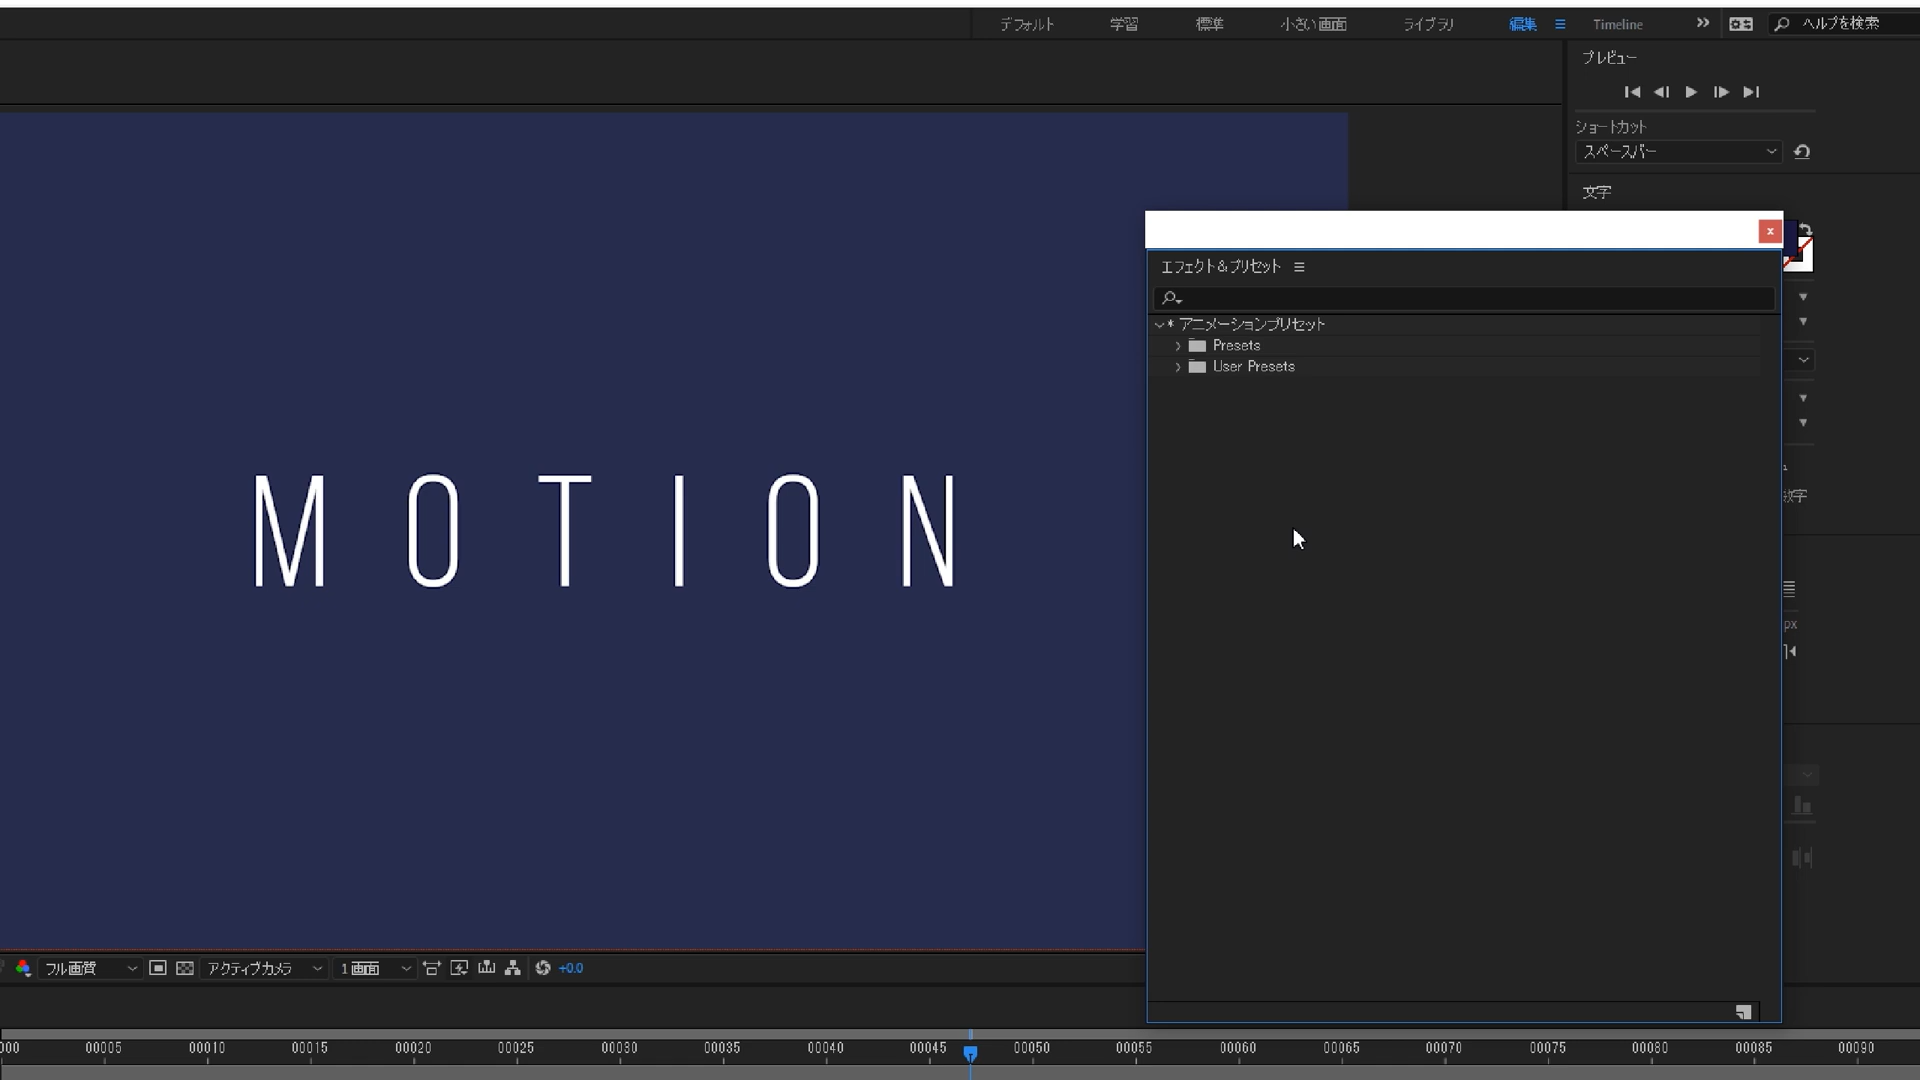 デフォルト 学習 標準 小さい画面 ライブラリ 編集 Timeline ヘルプを検索
プレビュー
ショートカット
スペースバー
文字
エフェクト&プリセット
* アニメーションプリセット
Presets
User Presets
MOTION
数字
px
フル画質 アクティブカメラ 1画面 +0.0
000 00005 00010 00015 00020 00025 00030 00035 00040 00045 00050 00055 00060 00065 00070 00075 00080 00085 00090